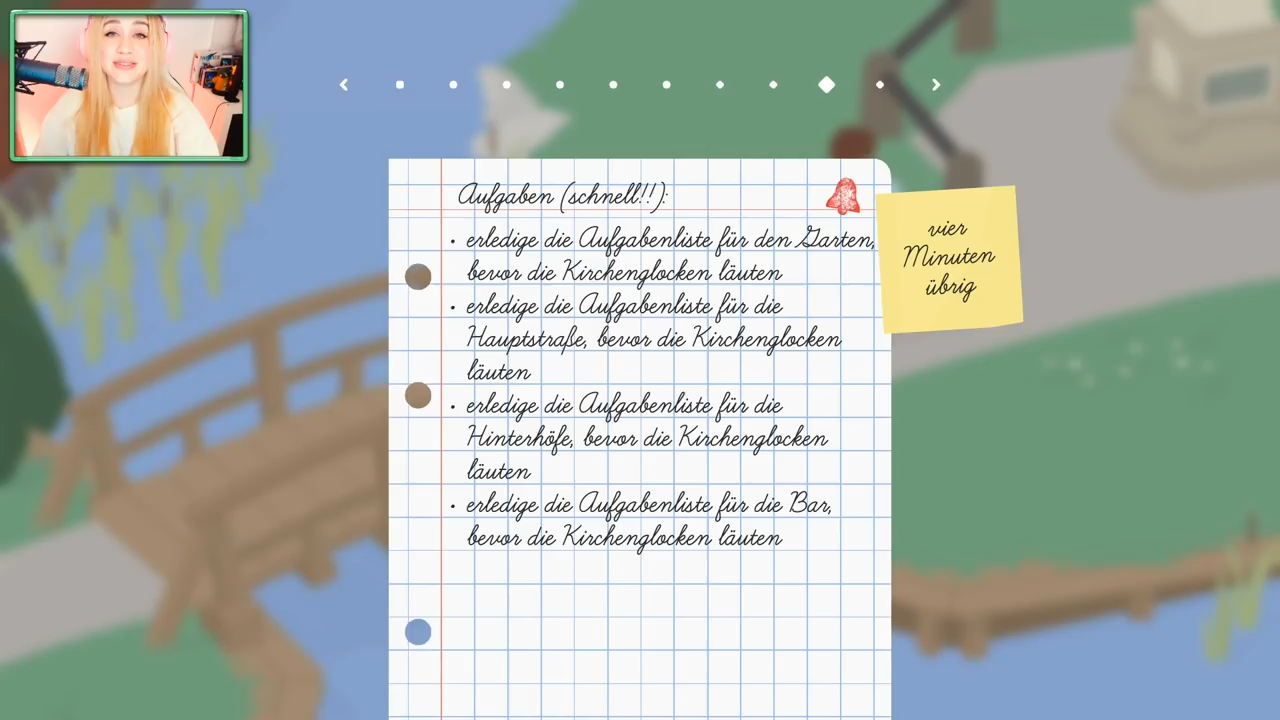 Aufgaben (schnell!!):
• erledige die Aufgabenliste für den Garten,
bevor die Kirchenglocken läuten
• erledige die Aufgabenliste für die
Hauptstraße, bevor die Kirchenglocken
läuten
• erledige die Aufgabenliste für die
Hinterhöfe, bevor die Kirchenglocken
läuten
• erledige die Aufgabenliste für die Bar,
bevor die Kirchenglocken läuten
vier
Minuten
übrig